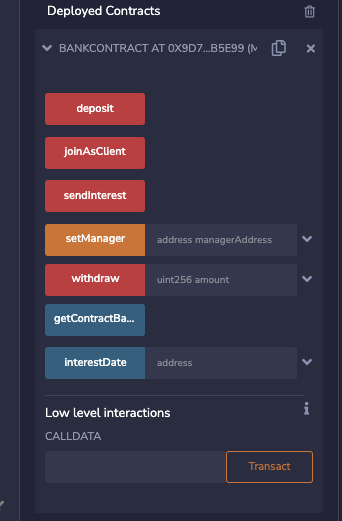 Deployed Contracts
BANKCONTRACT AT 0X9D7...B5E99 (M
deposit
joinAsClient
sendInterest
setManager address managerAddress
withdraw uint256 amount
getContractBa...
interestDate address
Low level interactions
CALLDATA
Transact